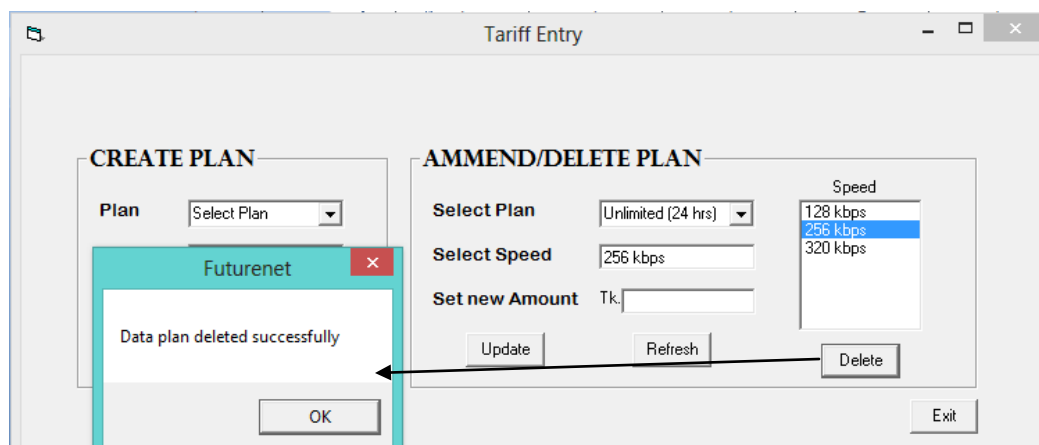 Tariff Entry
CREATE PLAN
Plan
Select Plan
AMMEND/DELETE PLAN
Select Plan
Unlimited (24 hrs)
Select Speed
256 kbps
Set new Amount
Tk.
Speed
128 kbps
256 kbps
320 kbps
Update
Refresh
Delete
Exit
Futurenet
Data plan deleted successfully
OK